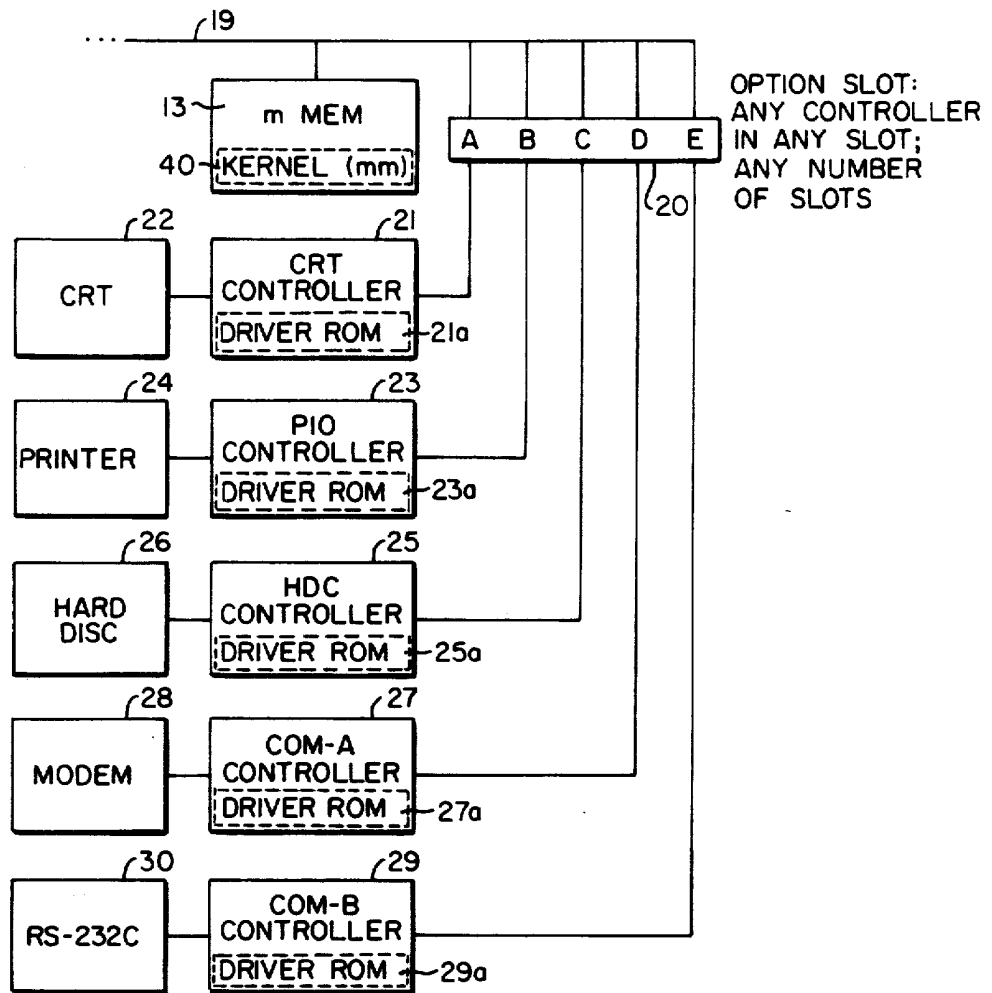 ... 19
13
m MEM
40
KERNEL (mm)
A B C D E
20
OPTION SLOT:
ANY CONTROLLER
IN ANY SLOT;
ANY NUMBER
OF SLOTS
22
CRT
21
CRT
CONTROLLER
DRIVER ROM
21a
24
PRINTER
23
PIO
CONTROLLER
DRIVER ROM
23a
26
HARD
DISC
25
HDC
CONTROLLER
DRIVER ROM
25a
28
MODEM
27
COM-A
CONTROLLER
DRIVER ROM
27a
30
RS-232C
29
COM-B
CONTROLLER
DRIVER ROM
29a